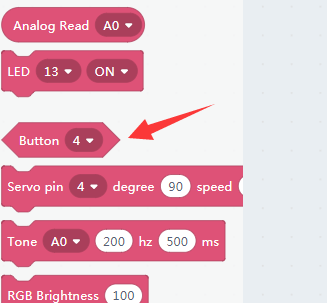 Analog Read A0
LED 13 ON
Button 4
Servo pin 4 degree 90 speed
Tone A0 200 hz 500 ms
RGB Brightness 100